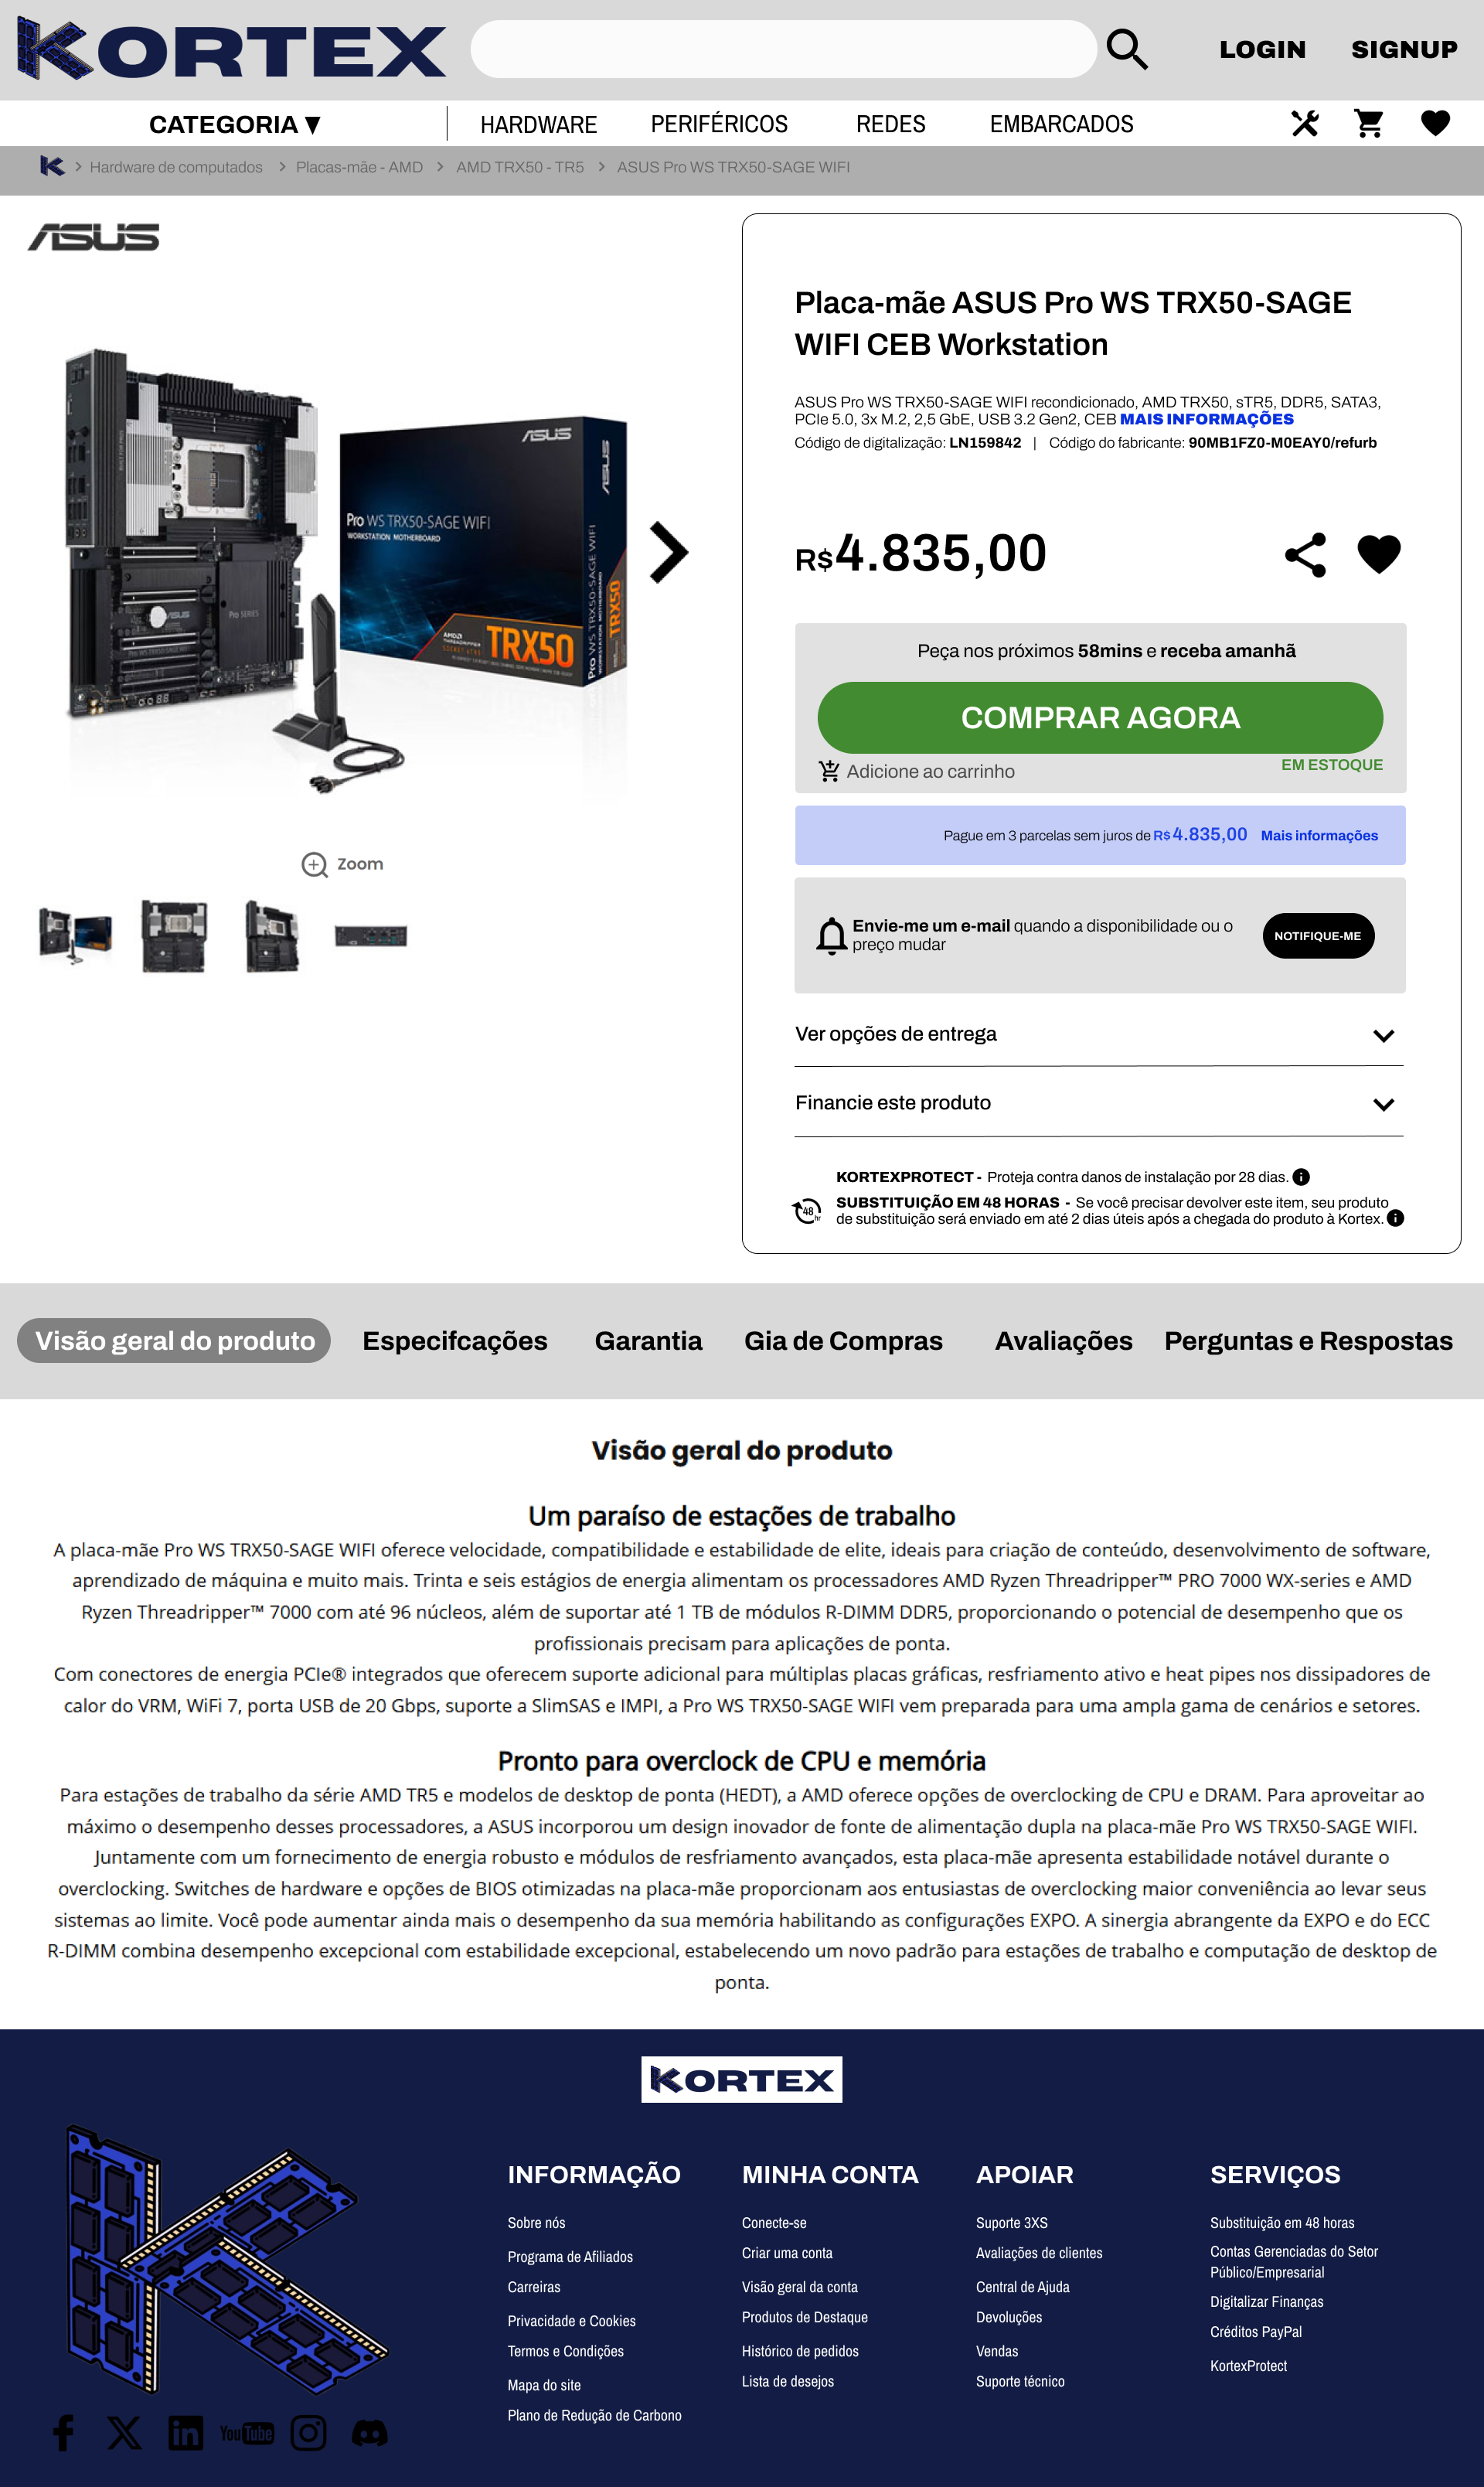 KORTEX
LOGIN
SIGNUP
CATEGORIA ▼
HARDWARE
PERIFÉRICOS
REDES
EMBARCADOS
Hardware de computados
Placas-mãe - AMD
AMD TRX50 - TR5
ASUS Pro WS TRX50-SAGE WIFI
ASUS
ASUS
ASUS
Pro WS TRX50-SAGE WIFI
WORKSTATION MOTHERBOARD
Pro WS TRX50-SAGE WIFI
WORKSTATION MOTHERBOARD
TRX50
AMD
THREADRIPPER
TRX50
ASUS
Pro SERIES
Zoom
Placa-mãe ASUS Pro WS TRX50-SAGE
WIFI CEB Workstation
ASUS Pro WS TRX50-SAGE WIFI recondicionado, AMD TRX50, sTR5, DDR5, SATA3,
PCIe 5.0, 3x M.2, 2,5 GbE, USB 3.2 Gen2, CEB MAIS INFORMAÇÕES
Código de digitalização: LN159842 | Código do fabricante: 90MB1FZ0-M0EAY0/refurb
R$4.835,00
Peça nos próximos 58mins e receba amanhã
COMPRAR AGORA
Adicione ao carrinho
EM ESTOQUE
Pague em 3 parcelas sem juros de R$4.835,00 Mais informações
Envie-me um e-mail quando a disponibilidade ou o
preço mudar
NOTIFIQUE-ME
Ver opções de entrega
Financie este produto
KORTEXPROTECT - Proteja contra danos de instalação por 28 dias.
48hr
SUBSTITUIÇÃO EM 48 HORAS - Se você precisar devolver este item, seu produto
de substituição será enviado em até 2 dias úteis após a chegada do produto à Kortex.
Visão geral do produto
Especifcações
Garantia
Gia de Compras
Avaliações
Perguntas e Respostas
Visão geral do produto
Um paraíso de estações de trabalho
A placa-mãe Pro WS TRX50-SAGE WIFI oferece velocidade, compatibilidade e estabilidade de elite, ideais para criação de conteúdo, desenvolvimento de software,
aprendizado de máquina e muito mais. Trinta e seis estágios de energia alimentam os processadores AMD Ryzen Threadripper™ PRO 7000 WX-series e AMD
Ryzen Threadripper™ 7000 com até 96 núcleos, além de suportar até 1 TB de módulos R-DIMM DDR5, proporcionando o potencial de desempenho que os
profissionais precisam para aplicações de ponta.
Com conectores de energia PCIe® integrados que oferecem suporte adicional para múltiplas placas gráficas, resfriamento ativo e heat pipes nos dissipadores de
calor do VRM, WiFi 7, porta USB de 20 Gbps, suporte a SlimSAS e IMPI, a Pro WS TRX50-SAGE WIFI vem preparada para uma ampla gama de cenários e setores.
Pronto para overclock de CPU e memória
Para estações de trabalho da série AMD TR5 e modelos de desktop de ponta (HEDT), a AMD oferece opções de overclocking de CPU e DRAM. Para aproveitar ao
máximo o desempenho desses processadores, a ASUS incorporou um design inovador de fonte de alimentação dupla na placa-mãe Pro WS TRX50-SAGE WIFI.
Juntamente com um fornecimento de energia robusto e módulos de resfriamento avançados, esta placa-mãe apresenta estabilidade notável durante o
overclocking. Switches de hardware e opções de BIOS otimizadas na placa-mãe proporcionam aos entusiastas de overclocking maior conveniência ao levar seus
sistemas ao limite. Você pode aumentar ainda mais o desempenho da sua memória habilitando as configurações EXPO. A sinergia abrangente da EXPO e do ECC
R-DIMM combina desempenho excepcional com estabilidade excepcional, estabelecendo um novo padrão para estações de trabalho e computação de desktop de
ponta.
KORTEX
INFORMAÇÃO
Sobre nós
Programa de Afiliados
Carreiras
Privacidade e Cookies
Termos e Condições
Mapa do site
Plano de Redução de Carbono
MINHA CONTA
Conecte-se
Criar uma conta
Visão geral da conta
Produtos de Destaque
Histórico de pedidos
Lista de desejos
APOIAR
Suporte 3XS
Avaliações de clientes
Central de Ajuda
Devoluções
Vendas
Suporte técnico
SERVIÇOS
Substituição em 48 horas
Contas Gerenciadas do Setor
Público/Empresarial
Digitalizar Finanças
Créditos PayPal
KortexProtect
YouTube